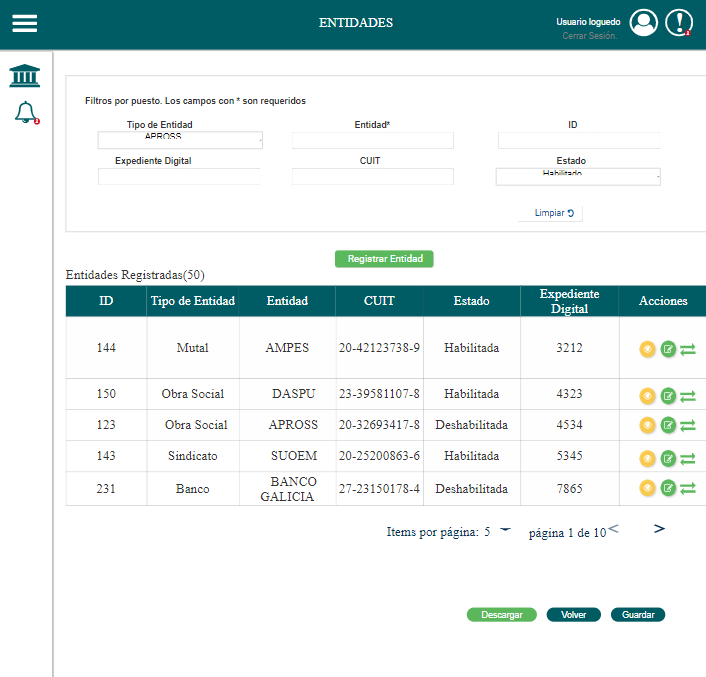 ENTIDADES
Usuario loguedo
Cerrar Sesión.
Filtros por puesto. Los campos con * son requeridos
Tipo de Entidad Entidad* ID
APROSS
Expediente Digital CUIT Estado
Habilitado
Limpiar
Registrar Entidad
Entidades Registradas(50)
ID Tipo de Entidad Entidad CUIT Estado Expediente Digital Acciones
144 Mutal AMPES 20-42123738-9 Habilitada 3212
150 Obra Social DASPU 23-39581107-8 Habilitada 4323
123 Obra Social APROSS 20-32693417-8 Deshabilitada 4534
143 Sindicato SUOEM 20-25200863-6 Habilitada 5345
231 Banco BANCO GALICIA 27-23150178-4 Deshabilitada 7865
Items por página: 5 página 1 de 10 < >
Descargar Volver Guardar